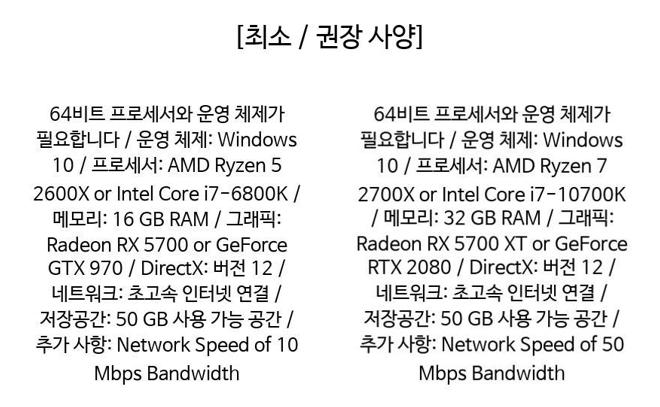 [최소 / 권장 사양]
64비트 프로세서와 운영 체제가
필요합니다 / 운영 체제: Windows
10 / 프로세서: AMD Ryzen 5
2600X or Intel Core i7-6800K /
메모리: 16 GB RAM / 그래픽:
Radeon RX 5700 or GeForce
GTX 970 / DirectX: 버전 12 /
네트워크: 초고속 인터넷 연결 /
저장공간: 50 GB 사용 가능 공간 /
추가 사항: Network Speed of 10
Mbps Bandwidth
64비트 프로세서와 운영 체제가
필요합니다 / 운영 체제: Windows
10 / 프로세서: AMD Ryzen 7
2700X or Intel Core i7-10700K
/ 메모리: 32 GB RAM / 그래픽:
Radeon RX 5700 XT or GeForce
RTX 2080 / DirectX: 버전 12 /
네트워크: 초고속 인터넷 연결 /
저장공간: 50 GB 사용 가능 공간 /
추가 사항: Network Speed of 50
Mbps Bandwidth